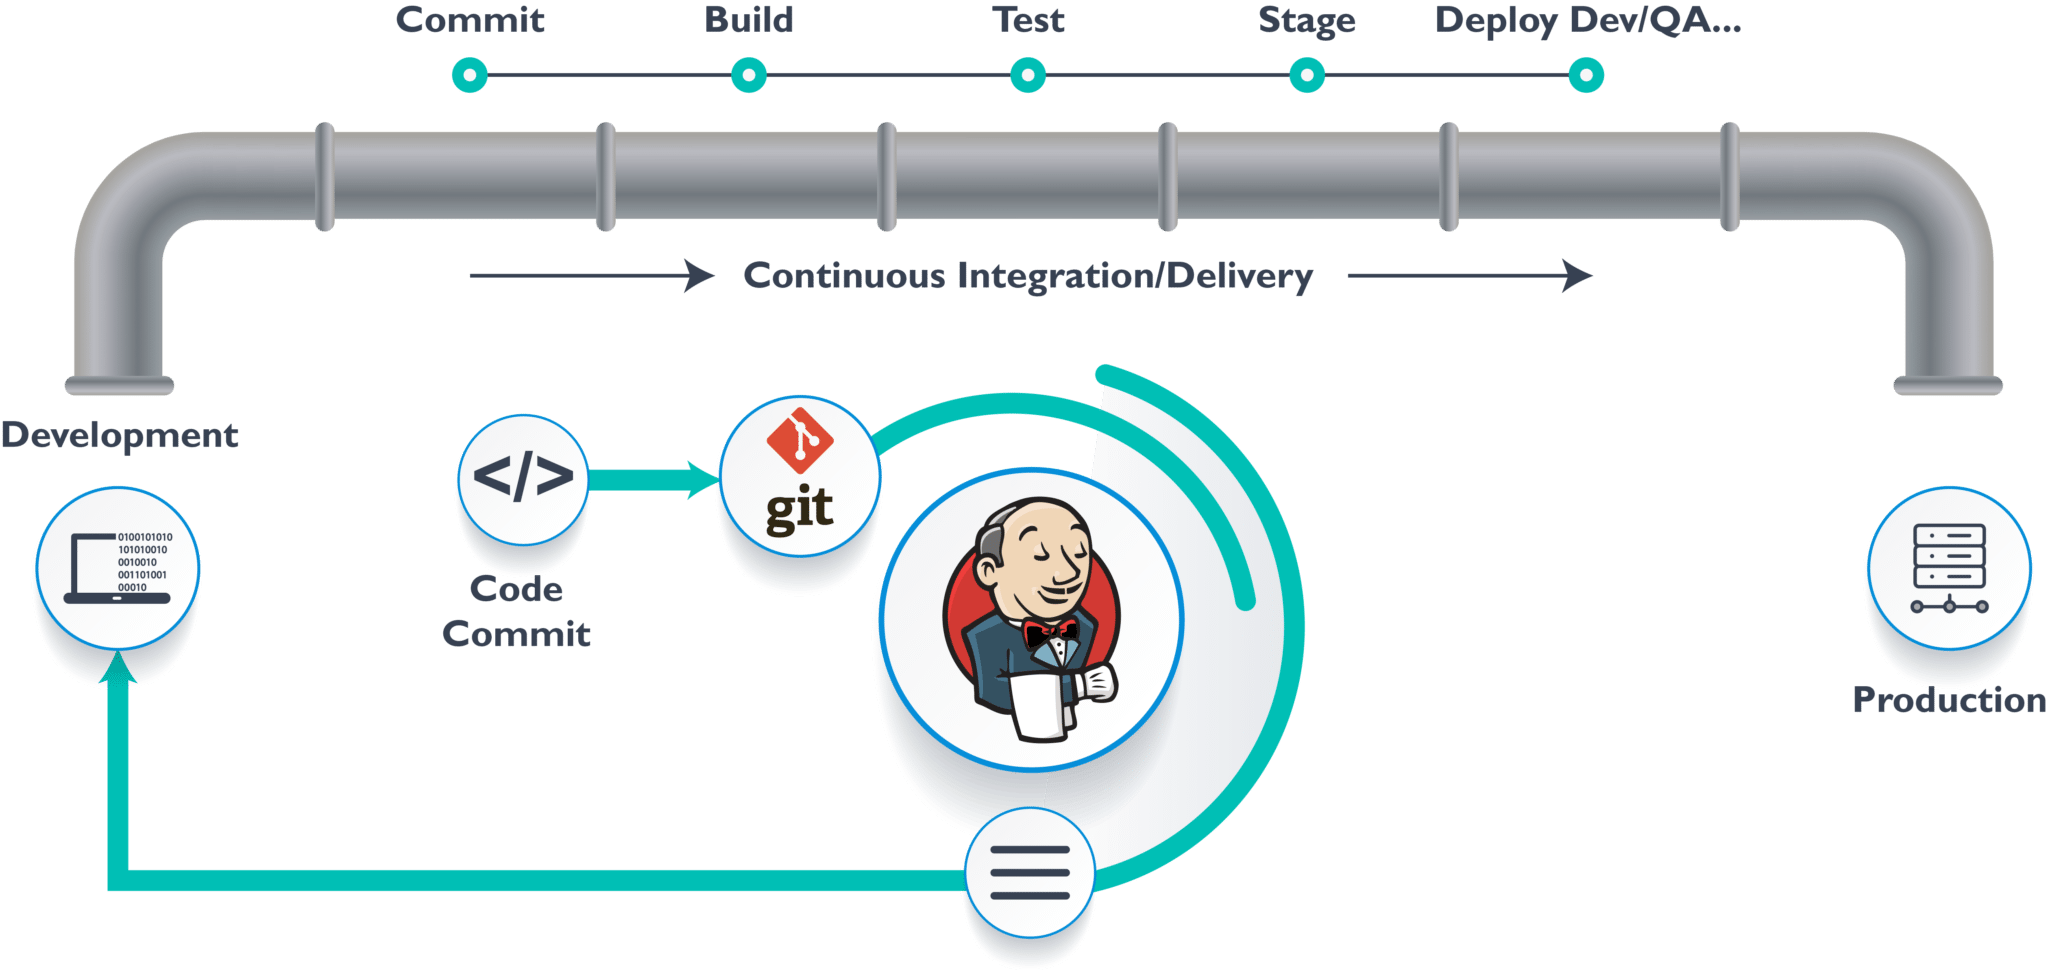 Commit
Build
Test
Stage
Deploy Dev/QA...
Continuous Integration/Delivery
Development
0100101010
101010010
0010010
001101001
00010
</>
git
Code
Commit
Production